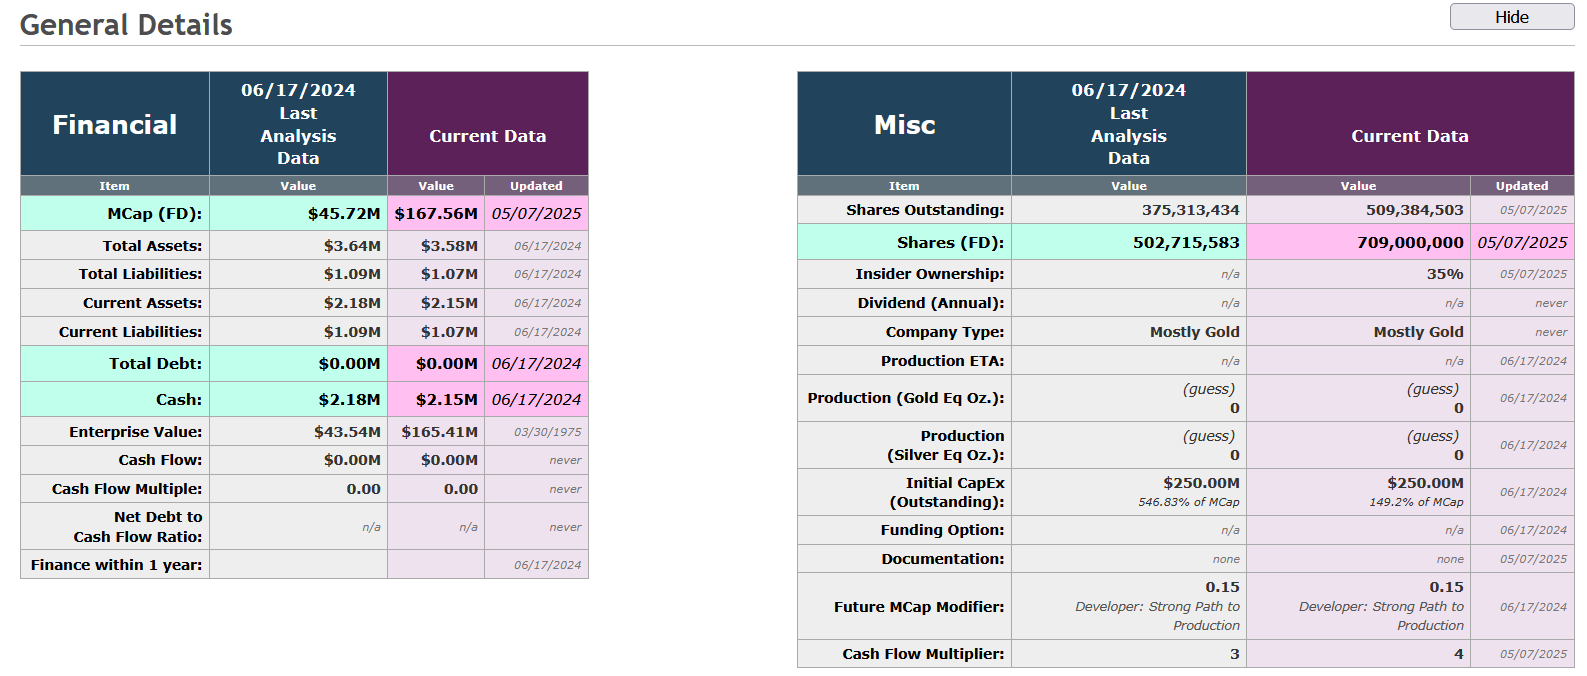 General Details
Hide
Financial
06/17/2024
Last
Analysis
Data
Current Data
Item Value Value Updated
MCap (FD): $45.72M $167.56M 05/07/2025
Total Assets: $3.64M $3.58M 06/17/2024
Total Liabilities: $1.09M $1.07M 06/17/2024
Current Assets: $2.18M $2.15M 06/17/2024
Current Liabilities: $1.09M $1.07M 06/17/2024
Total Debt: $0.00M $0.00M 06/17/2024
Cash: $2.18M $2.15M 06/17/2024
Enterprise Value: $43.54M $165.41M 03/30/1975
Cash Flow: $0.00M $0.00M never
Cash Flow Multiple: 0.00 0.00 never
Net Debt to
Cash Flow Ratio: n/a n/a never
Finance within 1 year: 06/17/2024
Misc
06/17/2024
Last
Analysis
Data
Current Data
Item Value Value Updated
Shares Outstanding: 375,313,434 509,384,503 05/07/2025
Shares (FD): 502,715,583 709,000,000 05/07/2025
Insider Ownership: n/a 35% 05/07/2025
Dividend (Annual): n/a n/a never
Company Type: Mostly Gold Mostly Gold never
Production ETA: n/a n/a 06/17/2024
(guess) (guess)
Production (Gold Eq Oz.): 0 0 06/17/2024
Production (guess) (guess)
(Silver Eq Oz.): 0 0 06/17/2024
Initial CapEx $250.00M $250.00M
(Outstanding): 546.83% of MCap 149.2% of MCap 06/17/2024
Funding Option: n/a n/a 06/17/2024
Documentation: none none 05/07/2025
0.15 0.15
Future MCap Modifier: Developer: Strong Path to Developer: Strong Path to 06/17/2024
Production Production
Cash Flow Multiplier: 3 4 05/07/2025